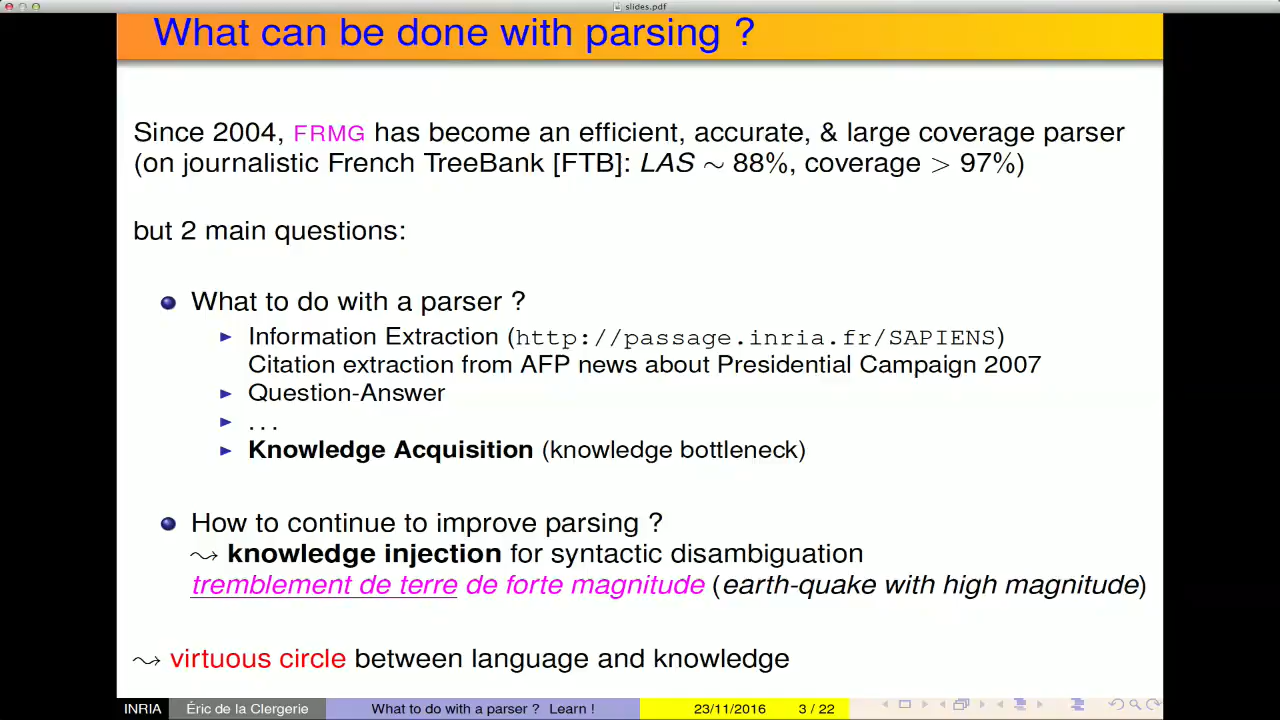 slides.pdf
What can be done with parsing ?
Since 2004, FRMG has become an efficient, accurate, & large coverage parser
(on journalistic French TreeBank [FTB]: LAS ∼ 88%, coverage > 97%)
but 2 main questions:
What to do with a parser ?
Information Extraction (http://passage.inria.fr/SAPIENS)
Citation extraction from AFP news about Presidential Campaign 2007
Question-Answer
...
Knowledge Acquisition (knowledge bottleneck)
How to continue to improve parsing ?
⤳ knowledge injection for syntactic disambiguation
tremblement de terre de forte magnitude (earth-quake with high magnitude)
⤳ virtuous circle between language and knowledge
INRIA Éric de la Clergerie What to do with a parser ? Learn ! 23/11/2016 3 / 22